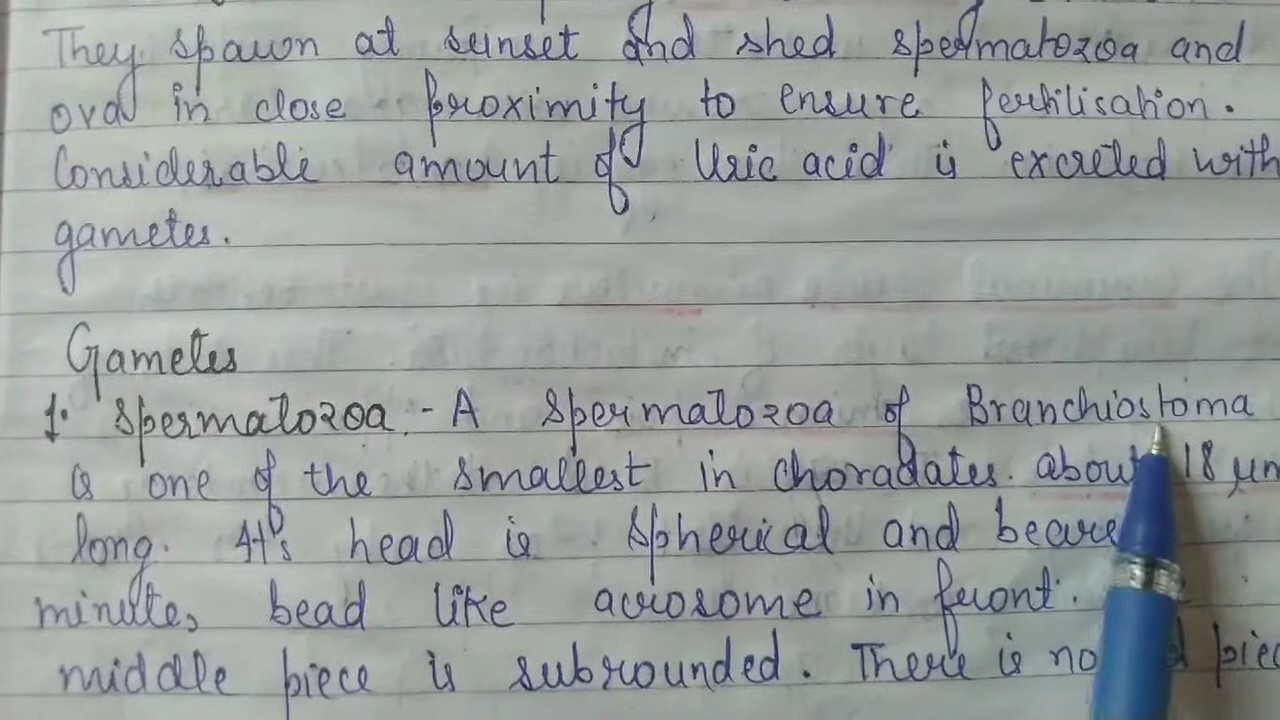 They spawn at sunset and shed spermatozoa and
ova in close proximity to ensure fertilisation.
Considerable amount of Uric acid is excreted with
gametes.
Gametes
1. Spermatozoa - A spermatozoa of Branchiostoma
is one of the smallest in choradates. about 18 µm
long. It's head is spherical and bears
minute, bead like acrosome in front.
middle piece is subrounded. There is no